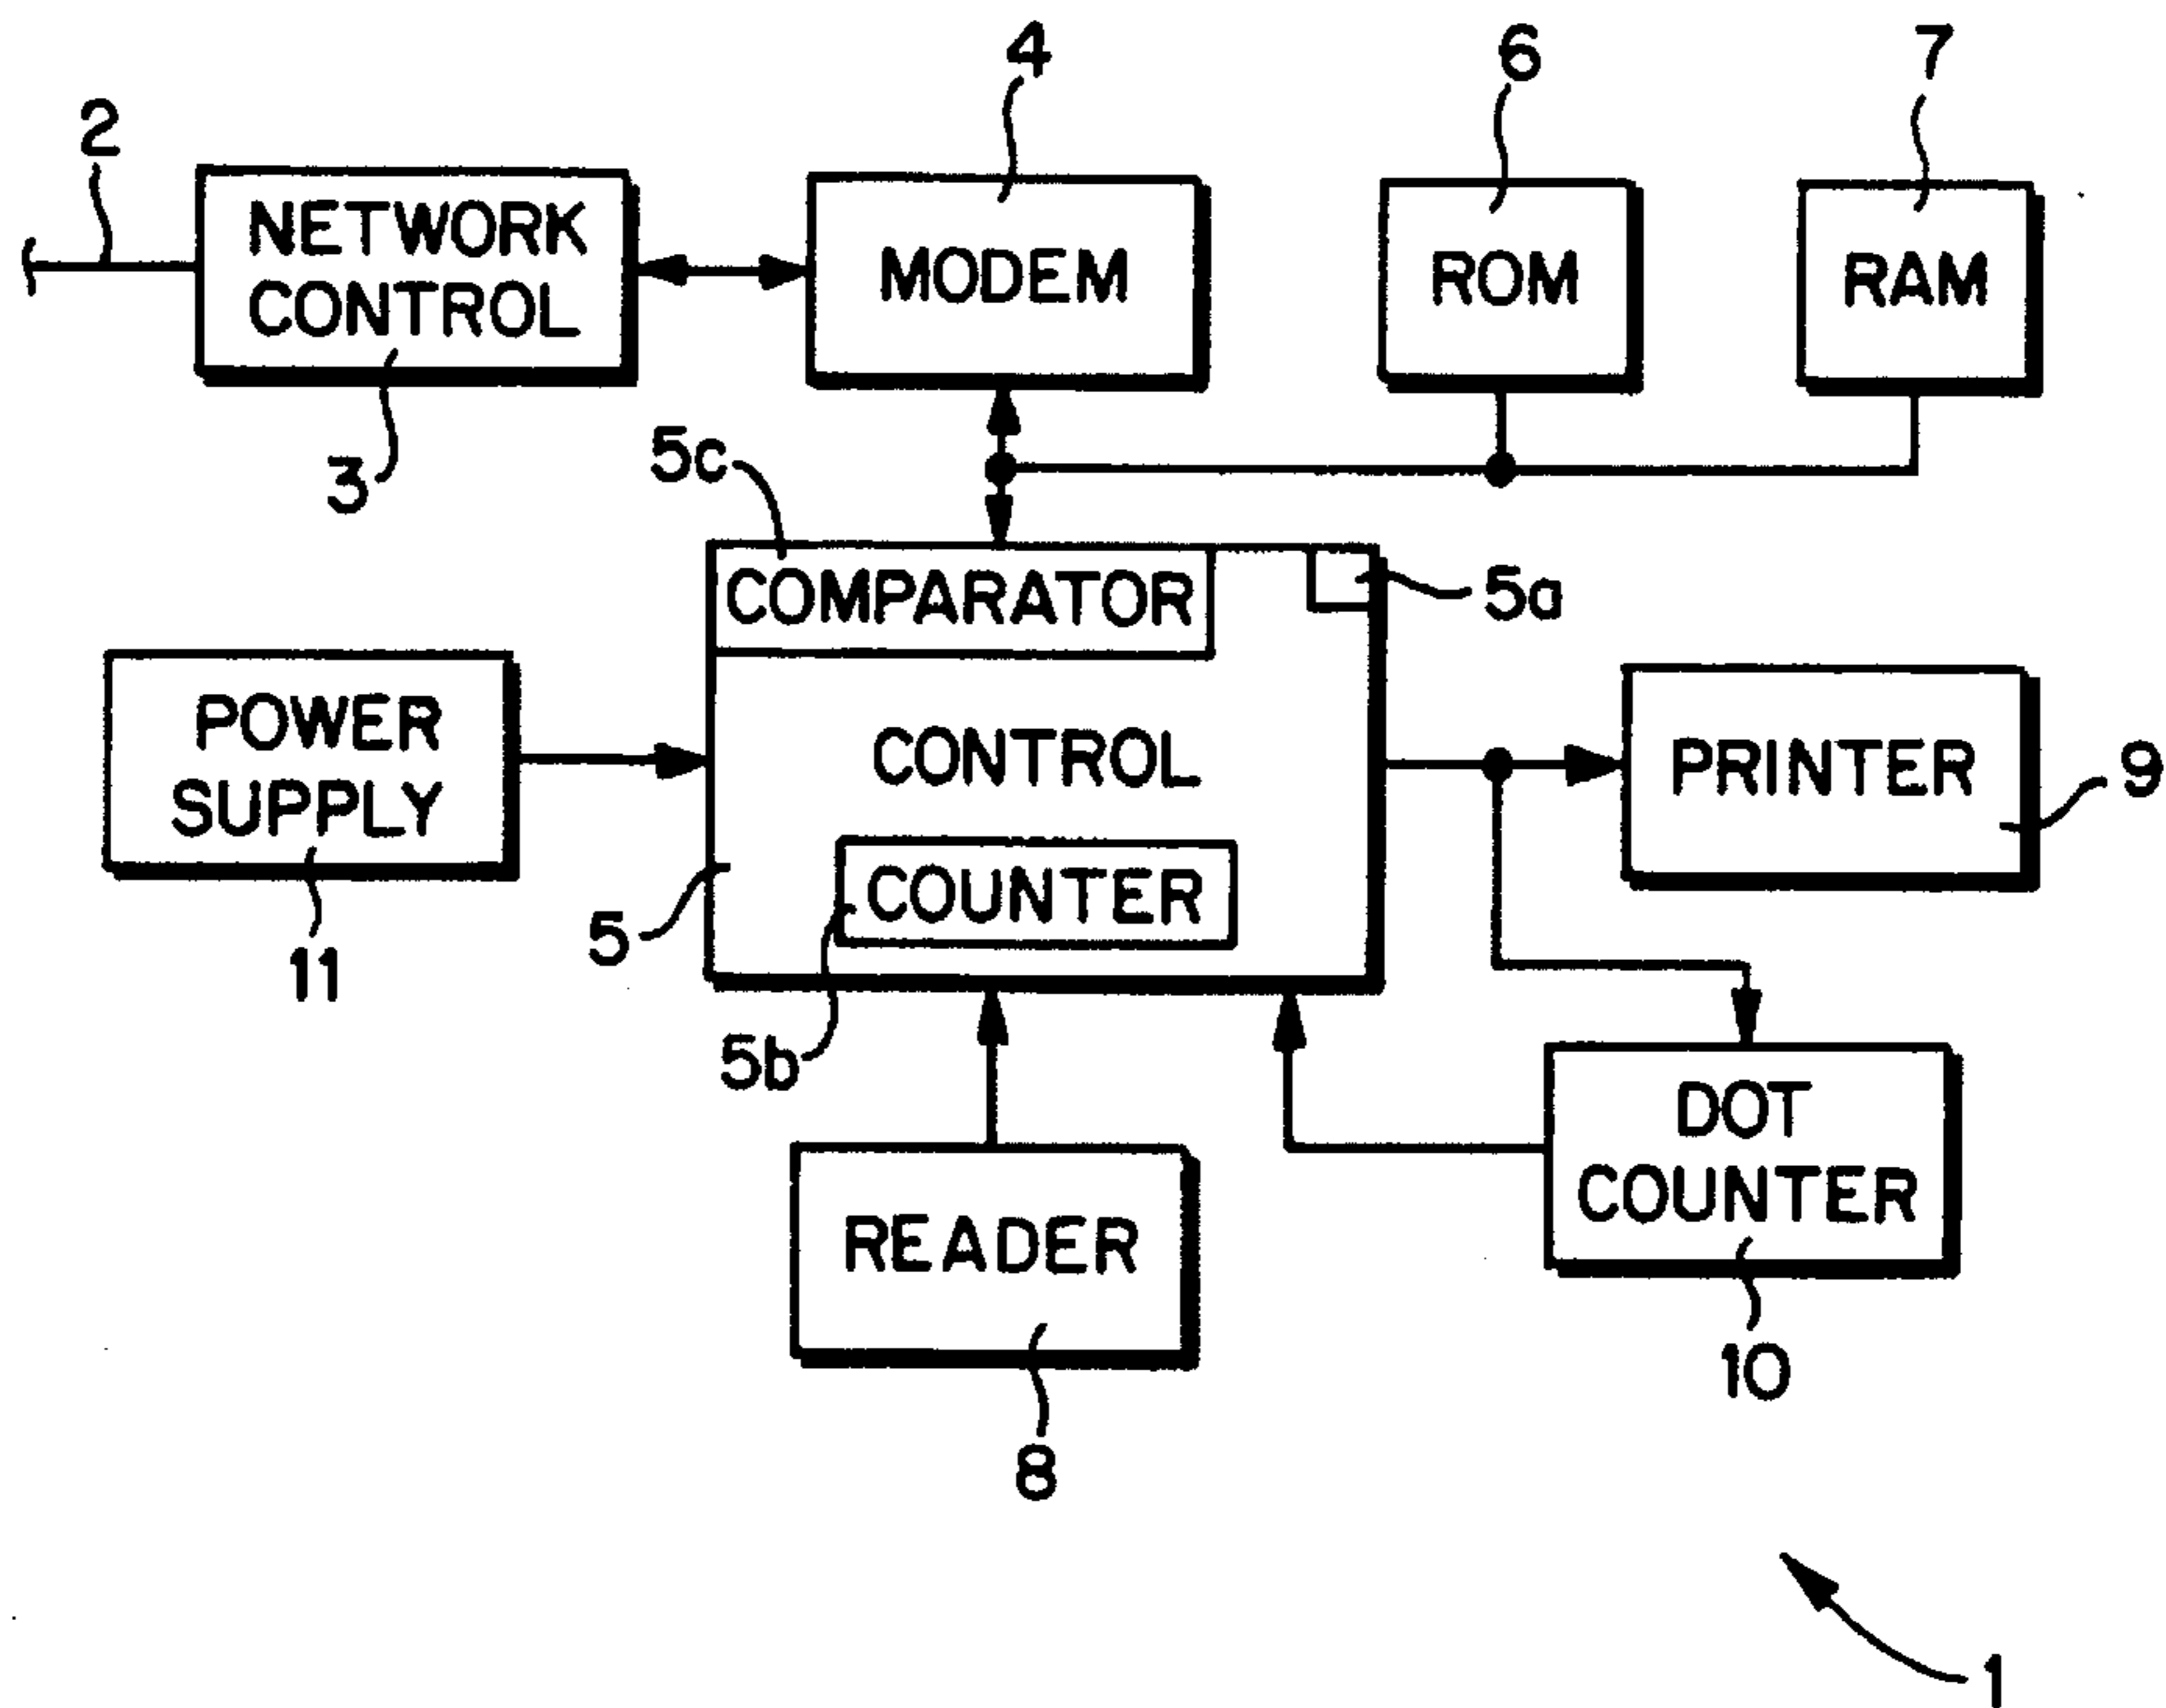 4
6
7
2
NETWORK
CONTROL
MODEM
ROM
RAM
3
5c
COMPARATOR
5a
POWER
SUPPLY
CONTROL
PRINTER
9
COUNTER
5
11
5b
DOT
COUNTER
READER
10
8
1